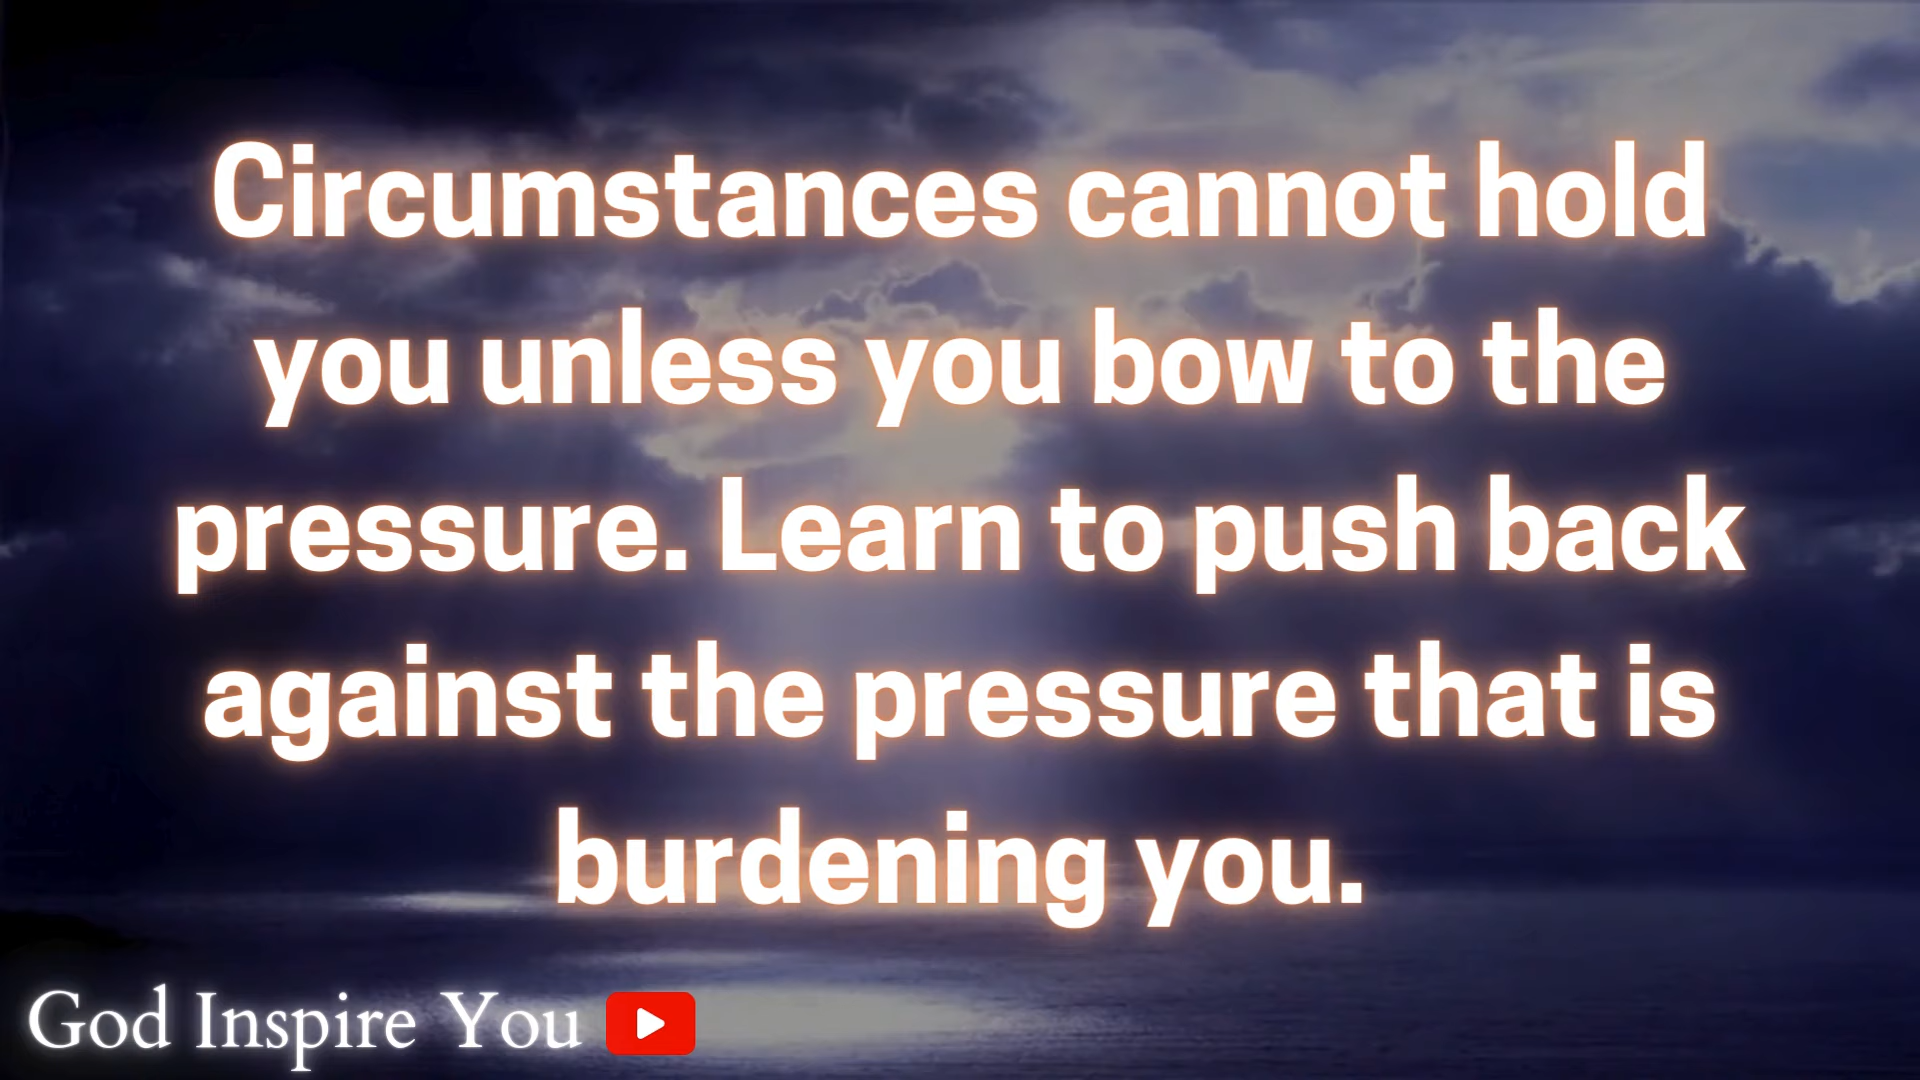 Circumstances cannot hold
you unless you bow to the
pressure. Learn to push back
against the pressure that is
burdening you.
God Inspire You